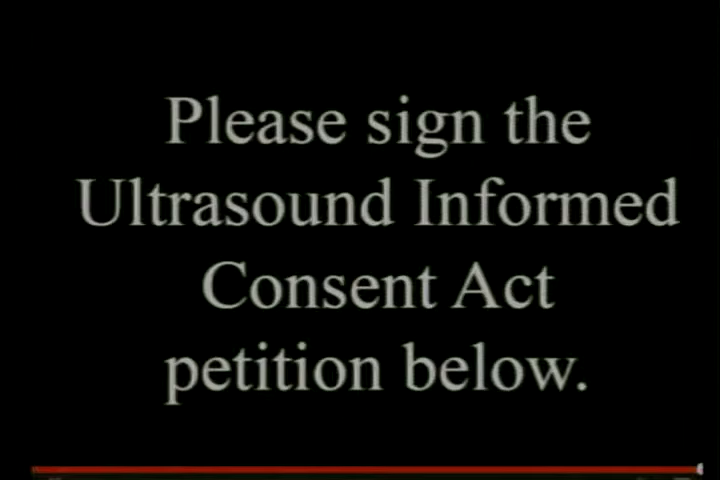 Please sign the
Ultrasound Informed
Consent Act
petition below.